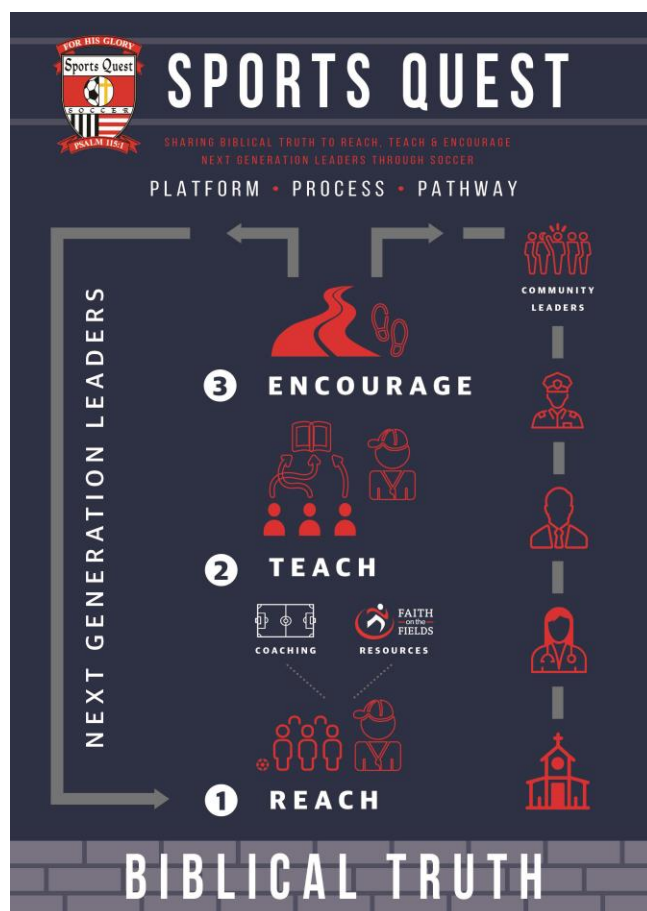 FOR HIS GLORY
Sports Quest
SOCCER
PSALM 115:1
SPORTS QUEST
SHARING BIBLICAL TRUTH TO REACH, TEACH & ENCOURAGE
NEXT GENERATION LEADERS THROUGH SOCCER
PLATFORM • PROCESS • PATHWAY
COMMUNITY
LEADERS
NEXT GENERATION LEADERS
3 ENCOURAGE
2 TEACH
COACHING
FAITH
on the
FIELDS
RESOURCES
1 REACH
BIBLICAL TRUTH